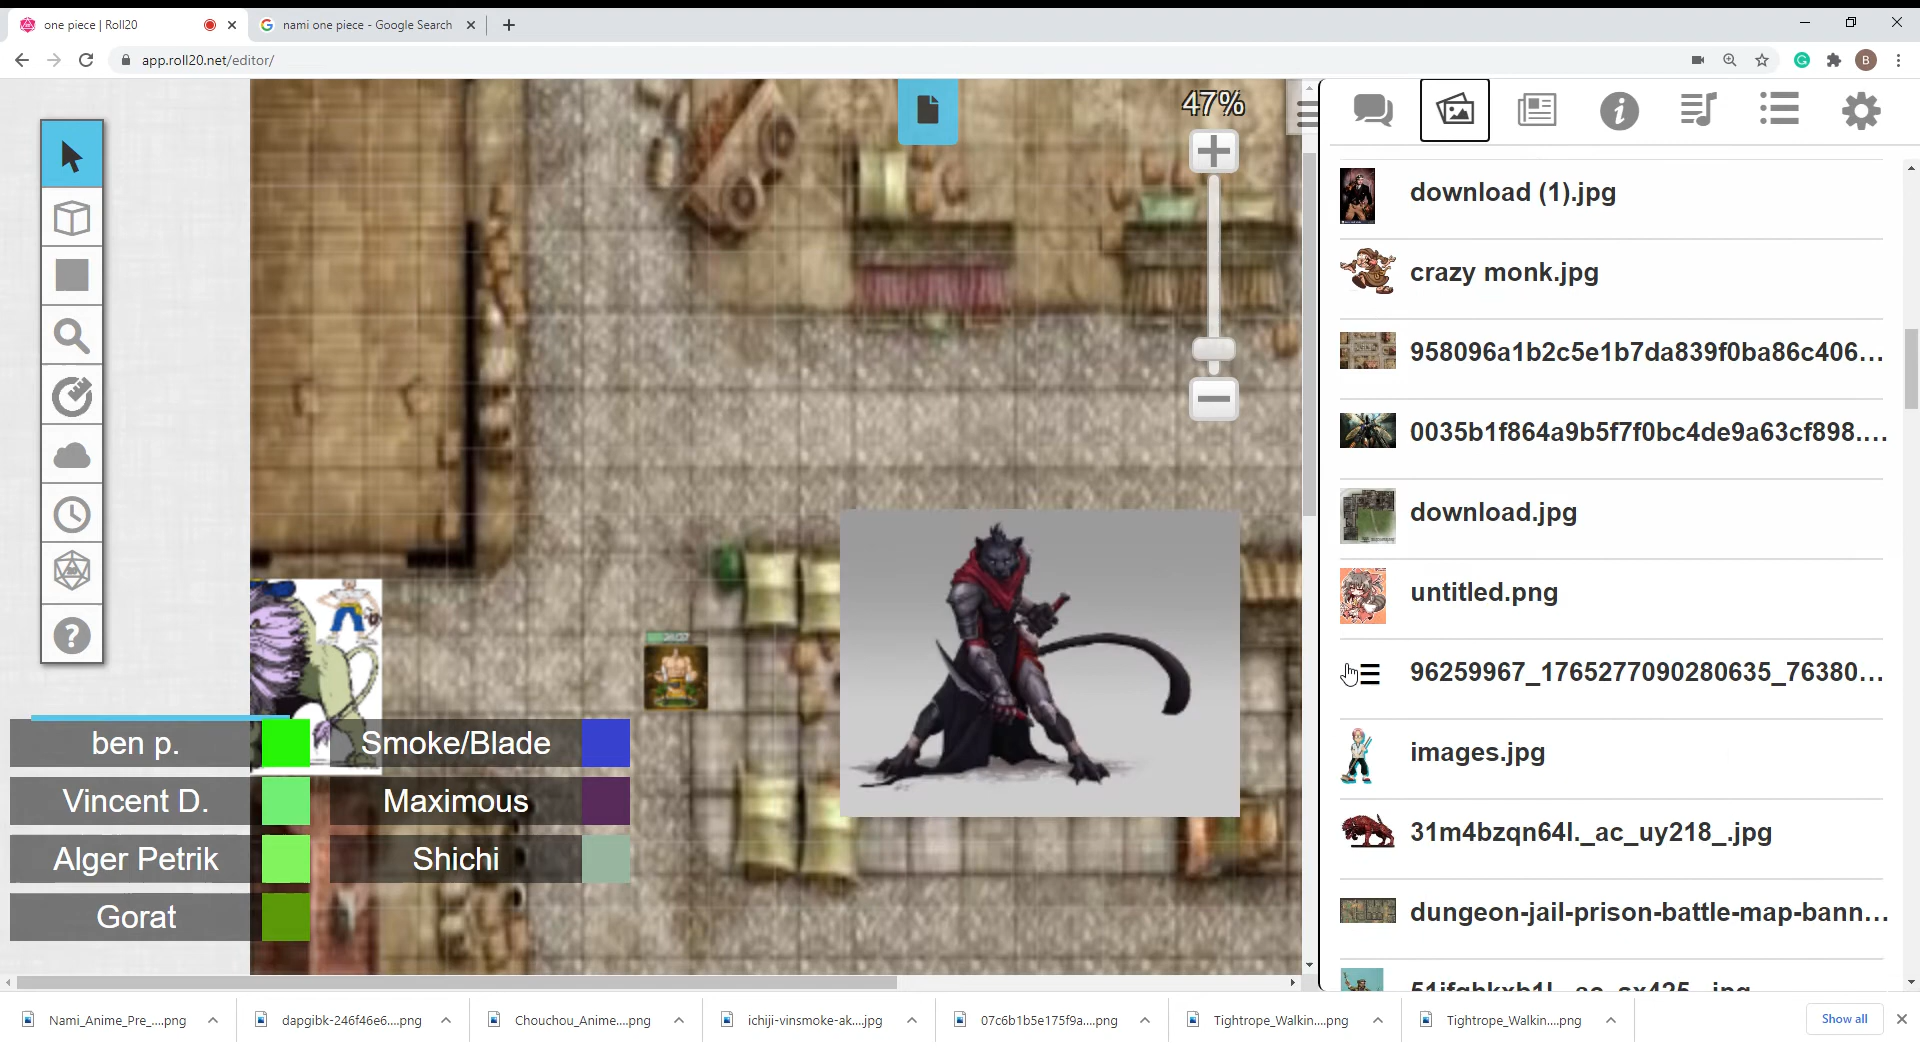 one piece | Roll20
nami one piece - Google Search
app.roll20.net/editor/
B
47%
download (1).jpg
crazy monk.jpg
958096a1b2c5e1b7da839f0ba86c406...
0035b1f864a9b5f7f0bc4de9a63cf898....
download.jpg
untitled.png
96259967_1765277090280635_76380...
images.jpg
31m4bzqn64l._ac_uy218_.jpg
dungeon-jail-prison-battle-map-bann...
ben p.
Smoke/Blade
Vincent D.
Maximous
Alger Petrik
Shichi
Gorat
Nami_Anime_Pre_....png
dapgibk-246f46e6....png
Chouchou_Anime....png
ichiji-vinsmoke-ak....jpg
07c6b1b5e175f9a....png
Tightrope_Walkin....png
Tightrope_Walkin....png
Show all